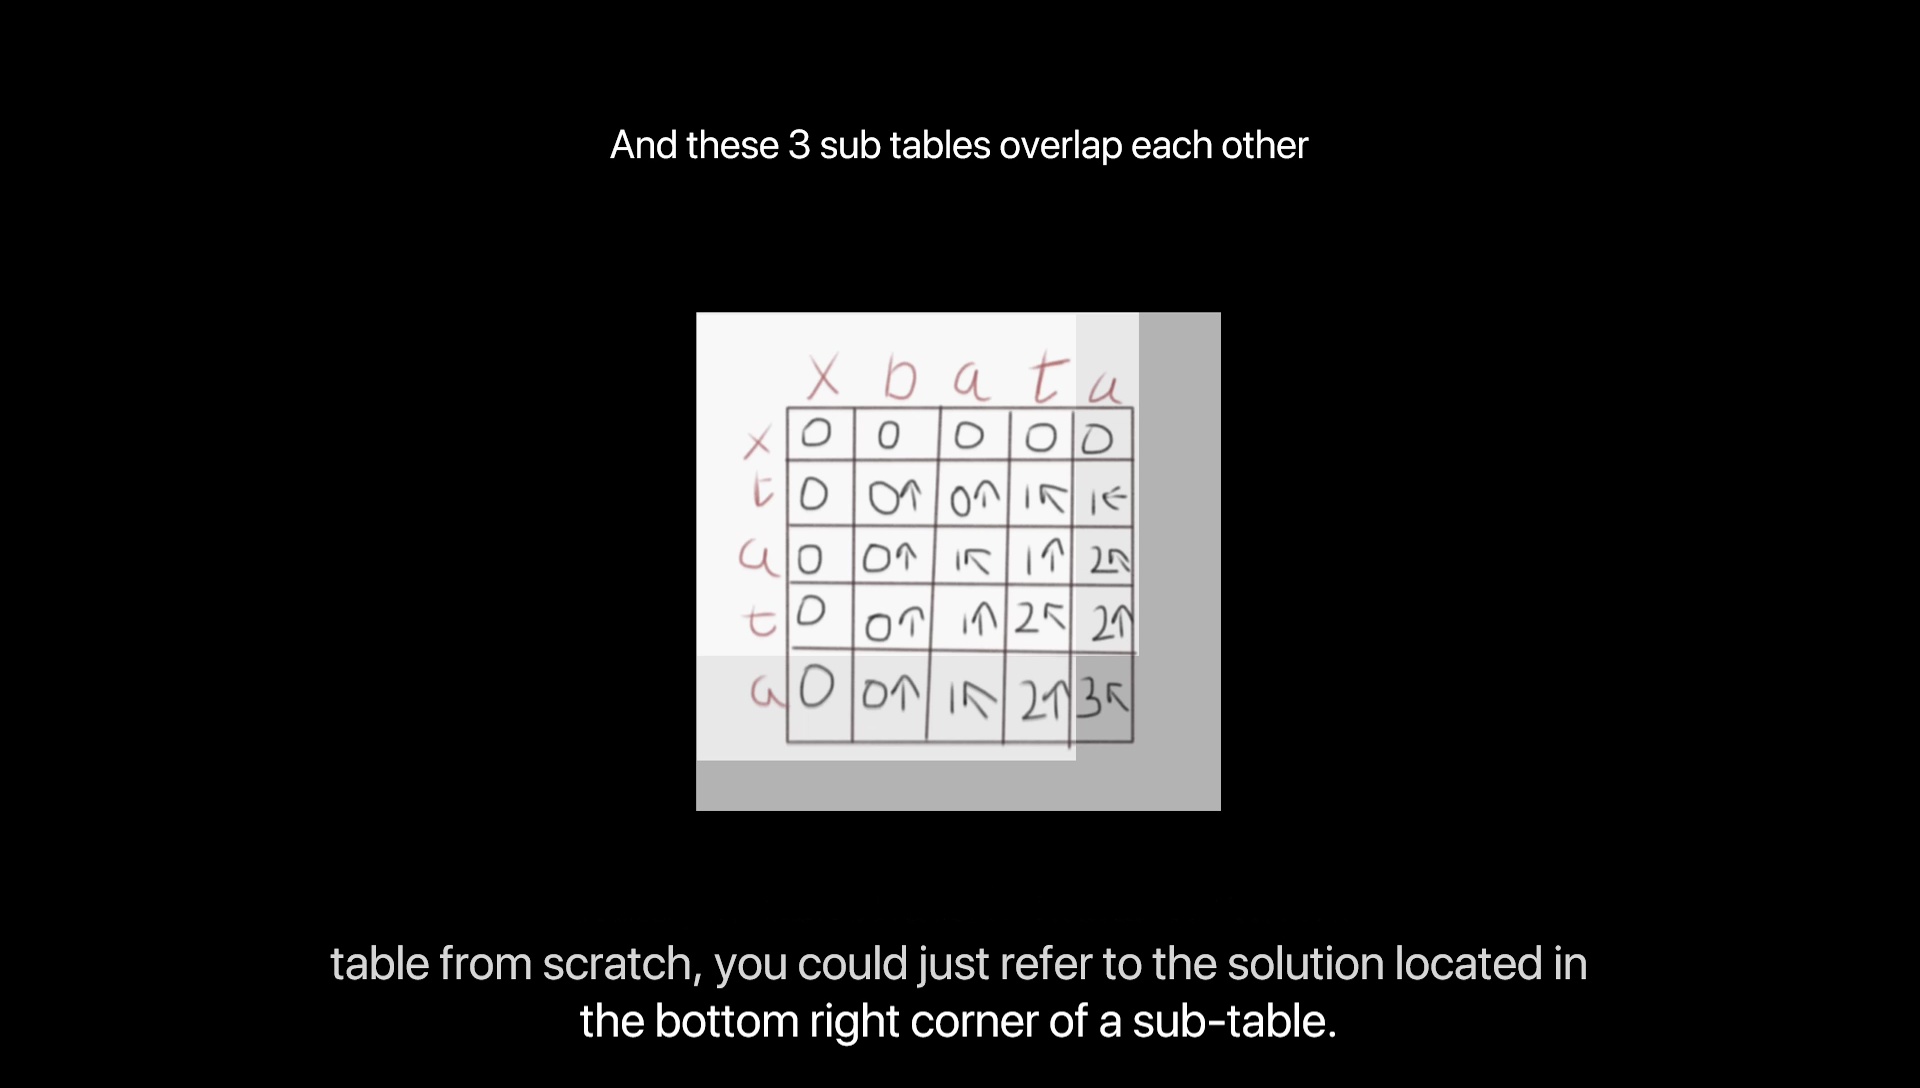 And these 3 sub tables overlap each other
x b a t a
x 0 0 0 0 0
t 0 0↑ 0↑ 1↖ 1←
a 0 0↑ 1↖ 1↑ 2↖
t 0 0↑ 1↑ 2↖ 2↑
a 0 0↑ 1↖ 2↑ 3↖
table from scratch, you could just refer to the solution located in
the bottom right corner of a sub-table.